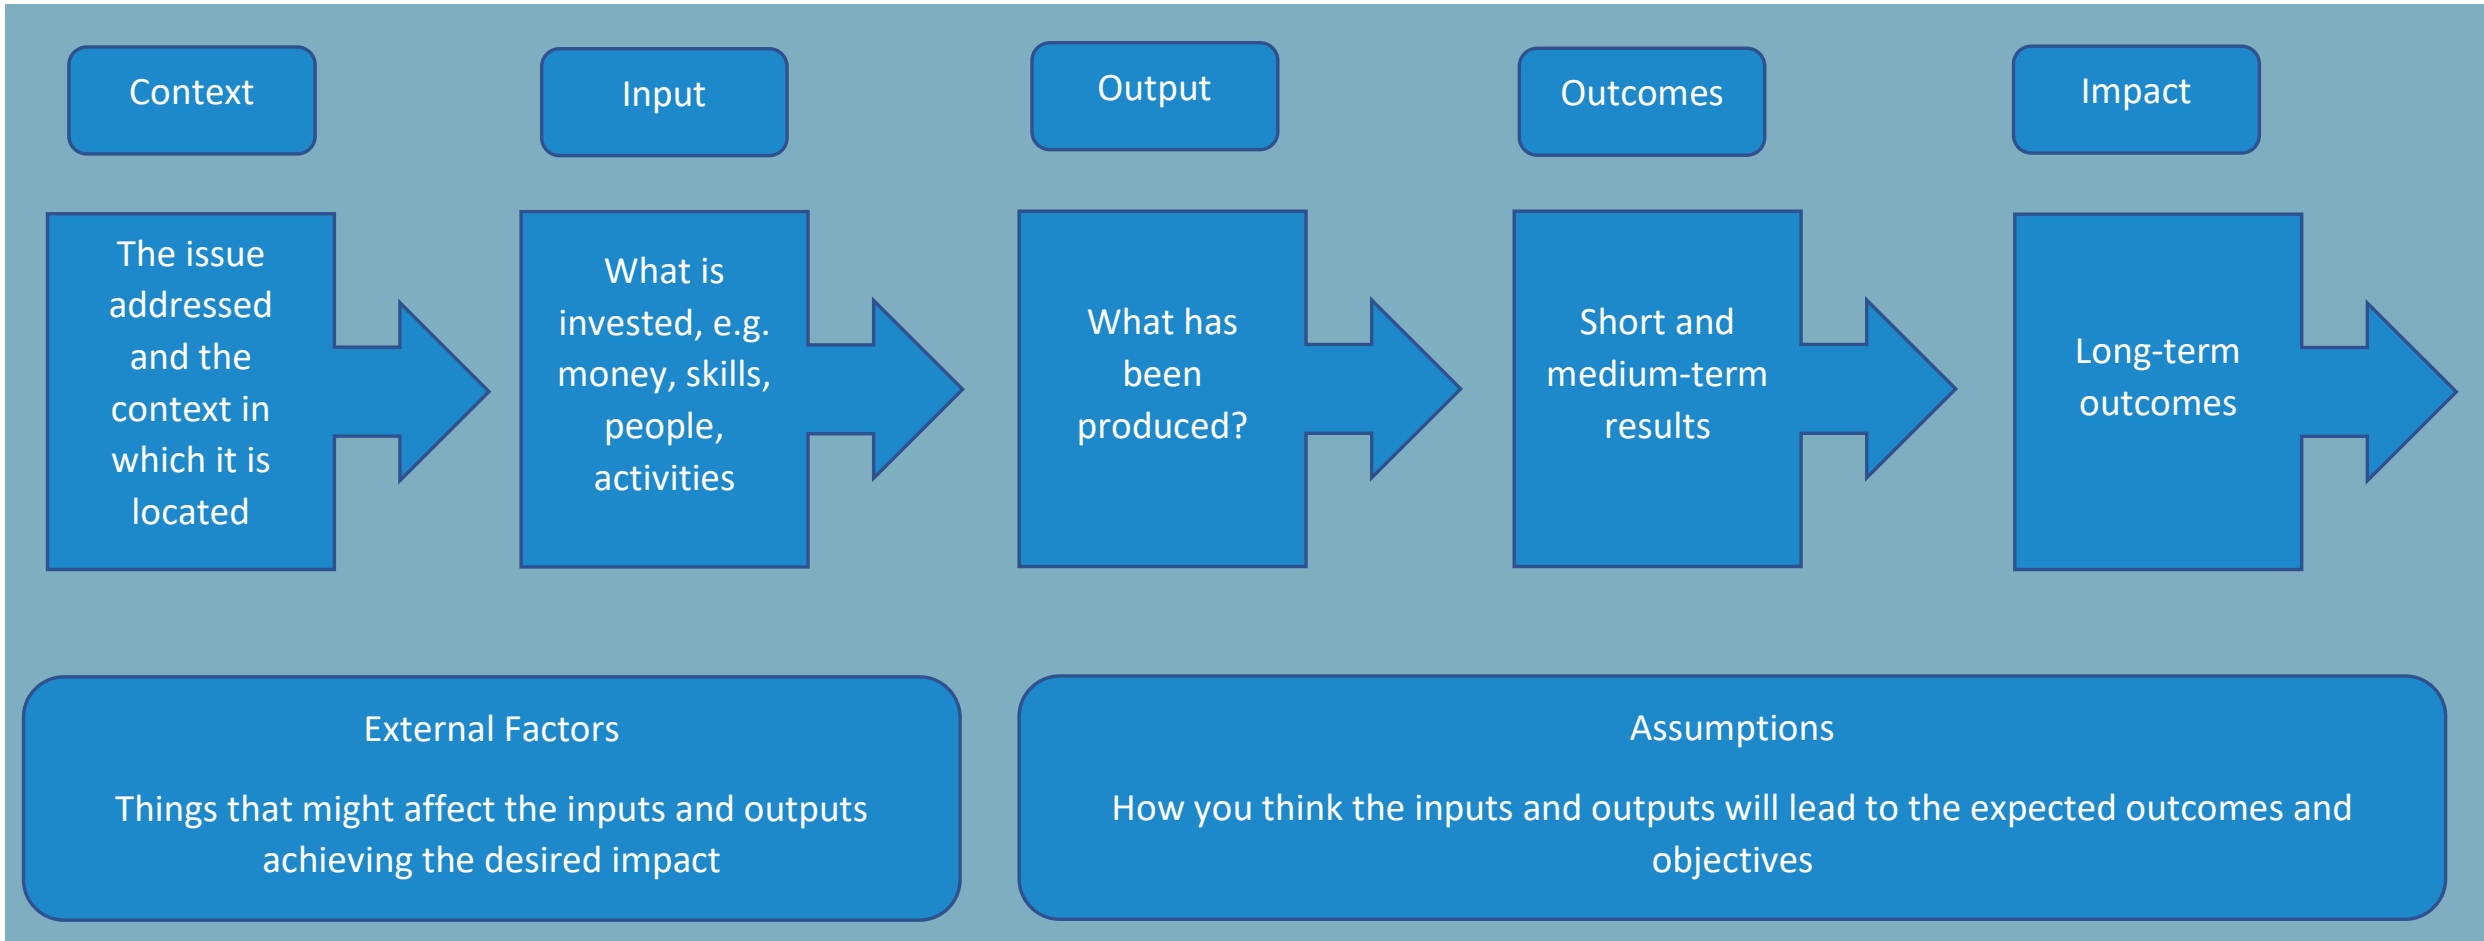 Context
Input
Output
Outcomes
Impact
The issue
addressed
and the
context in
which it is
located
What is
invested, e.g.
money, skills,
people,
activities
What has
been
produced?
Short and
medium-term
results
Long-term
outcomes
External Factors
Things that might affect the inputs and outputs
achieving the desired impact
Assumptions
How you think the inputs and outputs will lead to the expected outcomes and
objectives